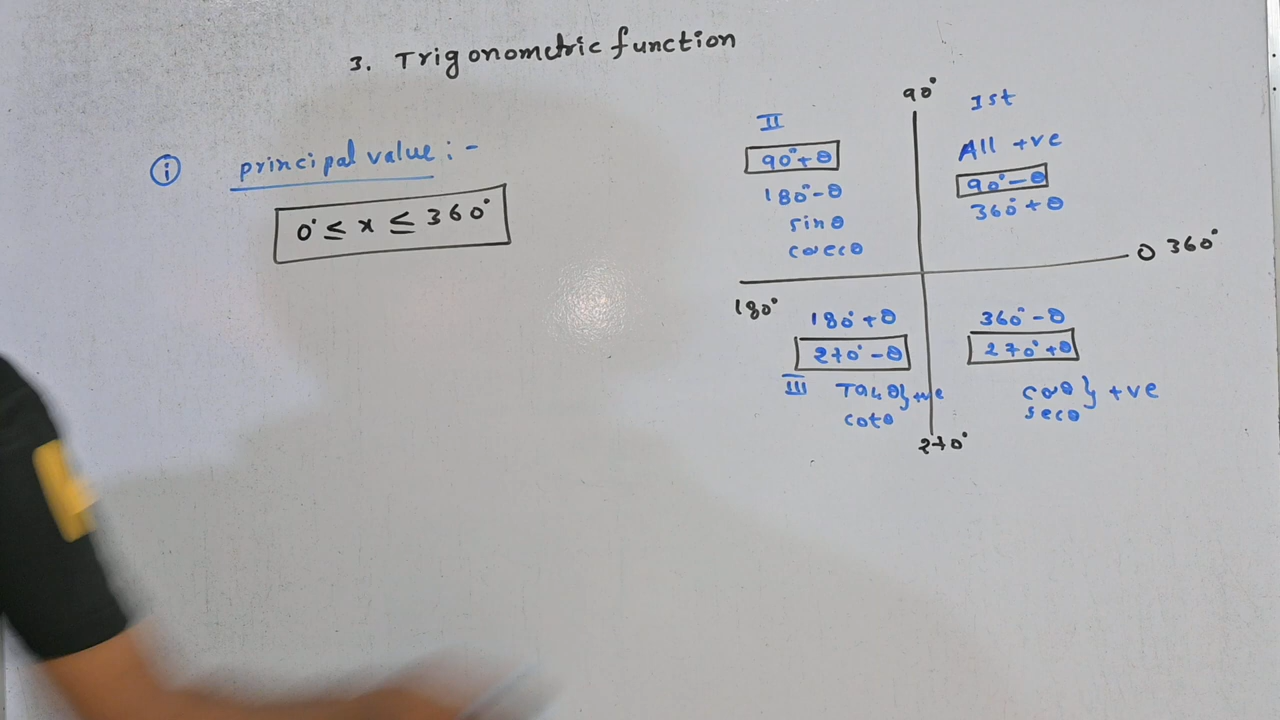 3. Trigonometric function
i principal value :-
0° ≤ x ≤ 360°
90°
1st
All +ve
90°-θ
360°+θ
II
90°+θ
180°-θ
sinθ
cosecθ
0 360°
180°
180°+θ
270°-θ
III Tanθ } +ve
cotθ
360°-θ
270°+θ
cosθ } +ve
secθ
270°